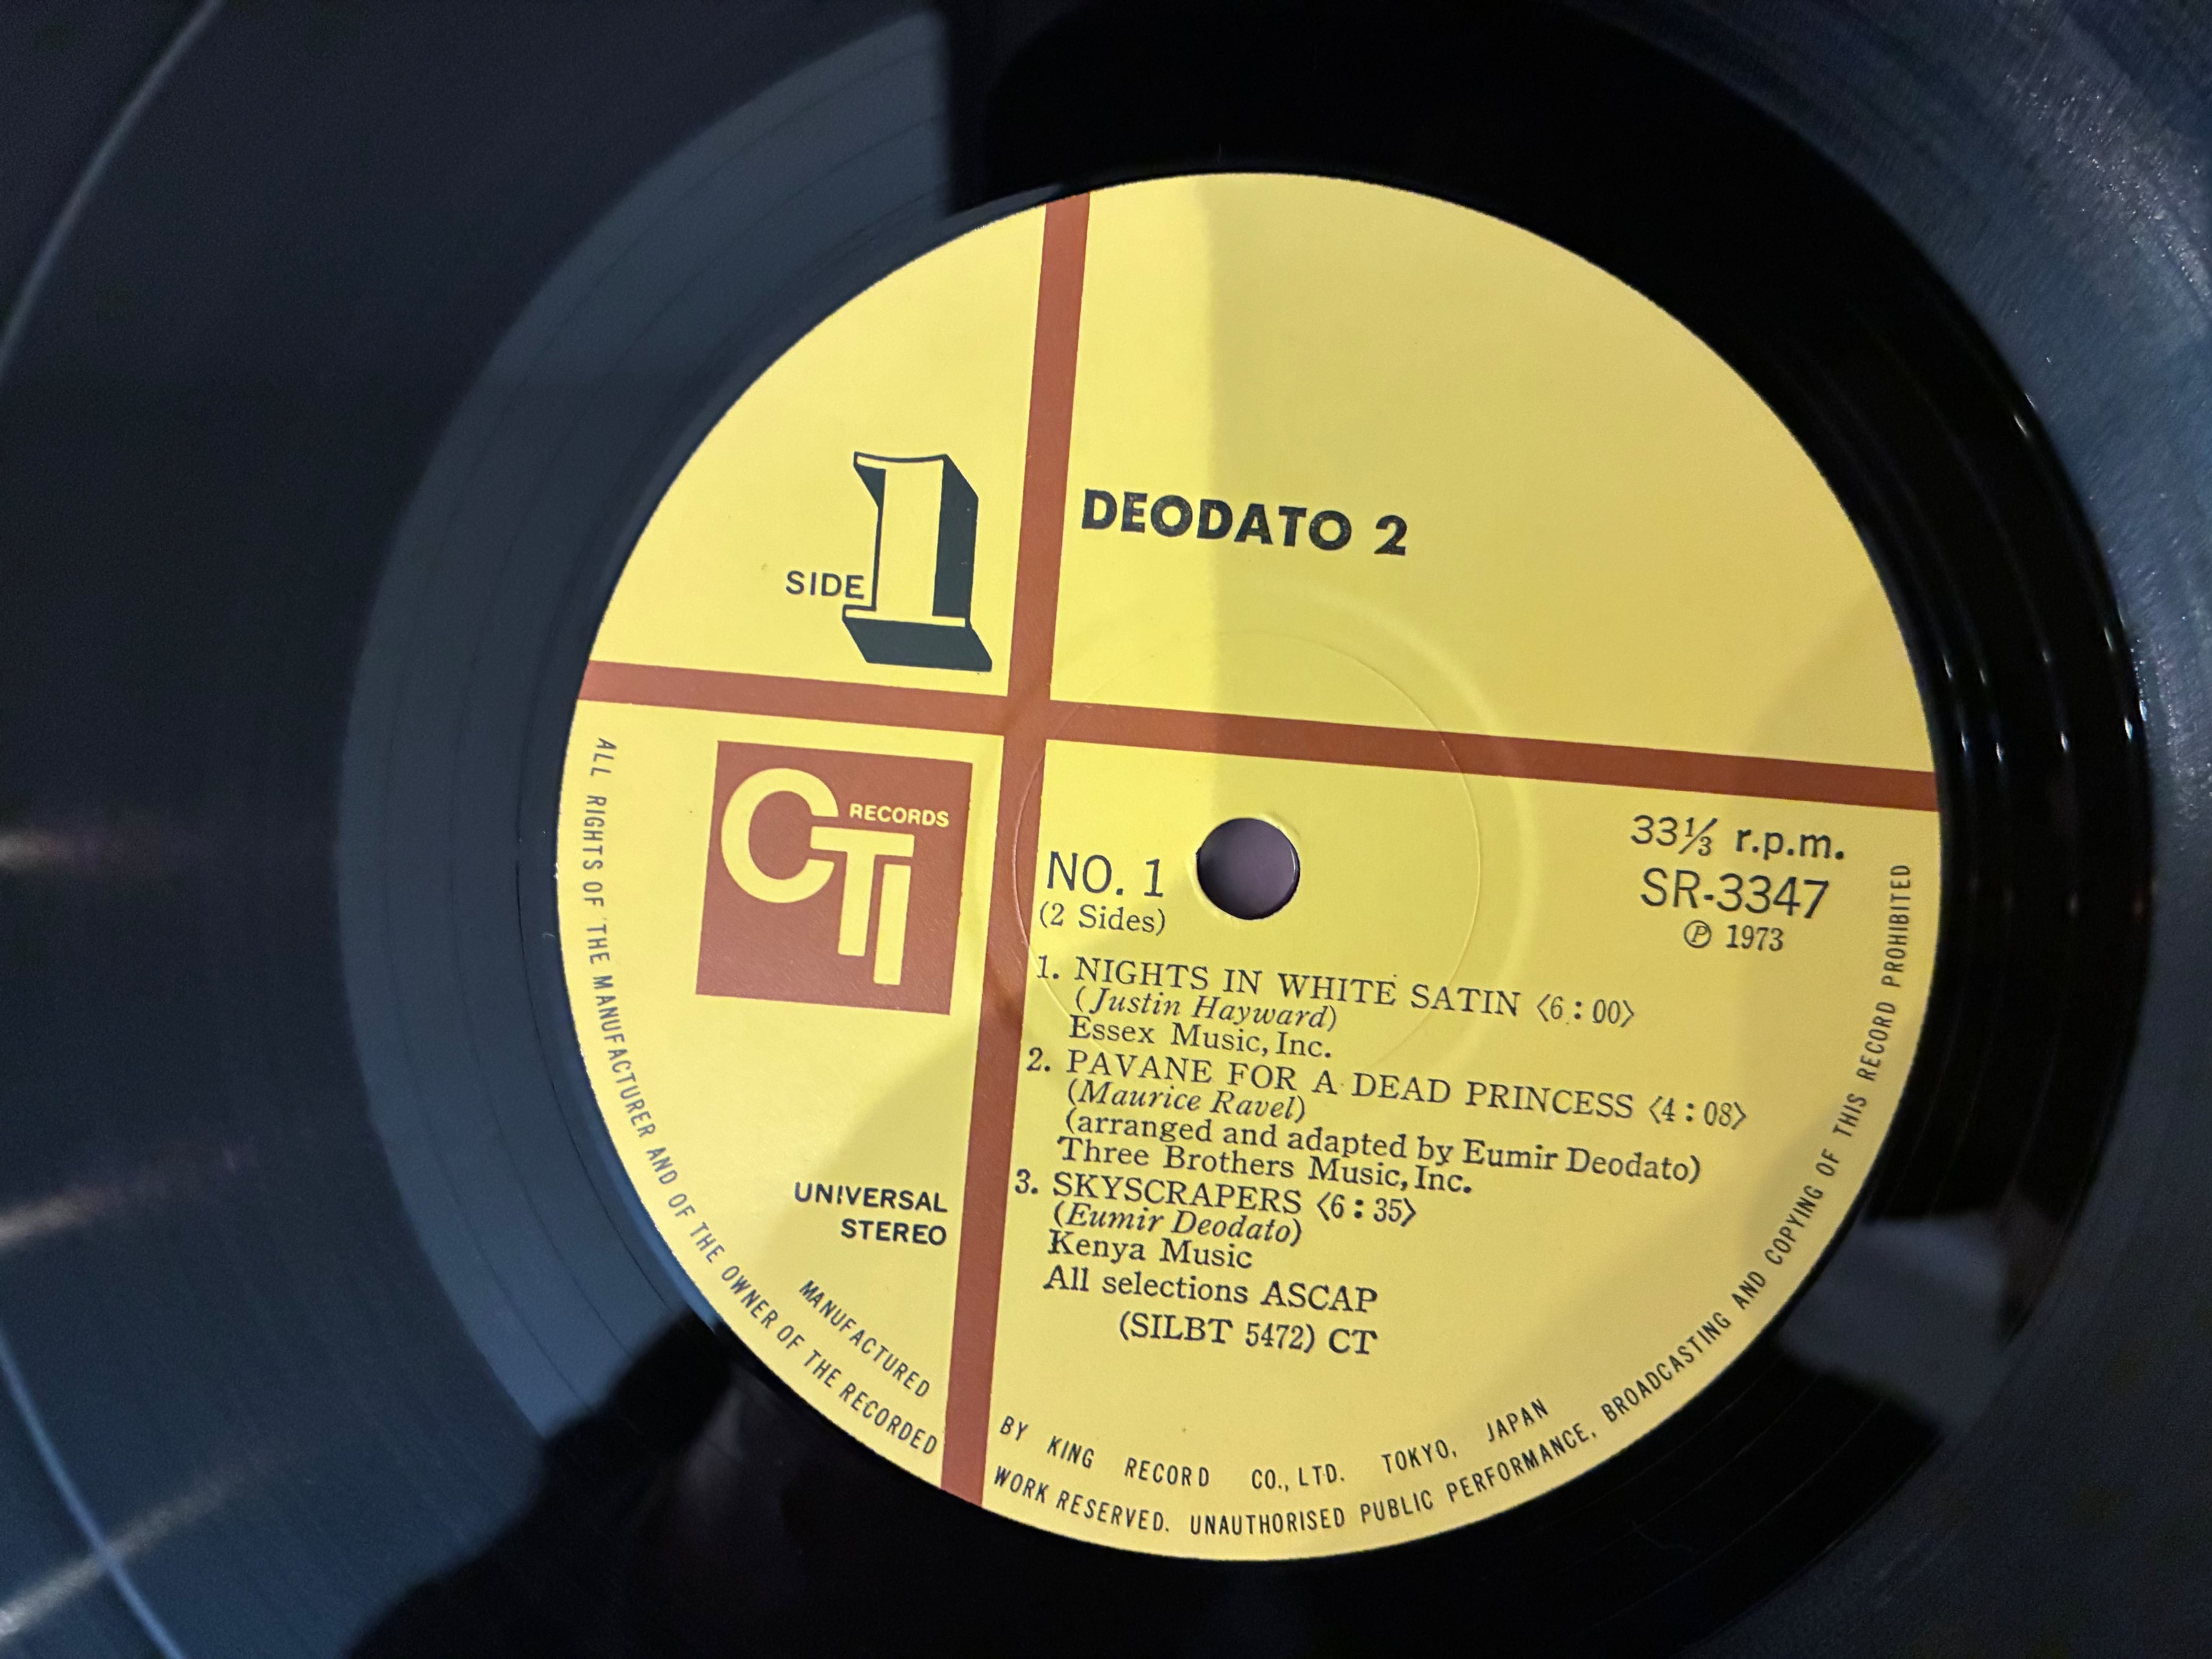 SIDE 1
DEODATO 2
CTI RECORDS
33⅓ r.p.m.
SR-3347
℗ 1973
NO. 1
(2 Sides)
1. NIGHTS IN WHITE SATIN 〈6 : 00〉
(Justin Hayward)
Essex Music, Inc.
2. PAVANE FOR A DEAD PRINCESS 〈4 : 08〉
(Maurice Ravel)
(arranged and adapted by Eumir Deodato)
Three Brothers Music, Inc.
3. SKYSCRAPERS 〈6 : 35〉
(Eumir Deodato)
Kenya Music
All selections ASCAP
(SILBT 5472) CT
UNIVERSAL
STEREO
MANUFACTURED BY KING RECORD CO., LTD. TOKYO, JAPAN
ALL RIGHTS OF THE MANUFACTURER AND OF THE OWNER OF THE RECORDED WORK RESERVED. UNAUTHORISED PUBLIC PERFORMANCE, BROADCASTING AND COPYING OF THIS RECORD PROHIBITED